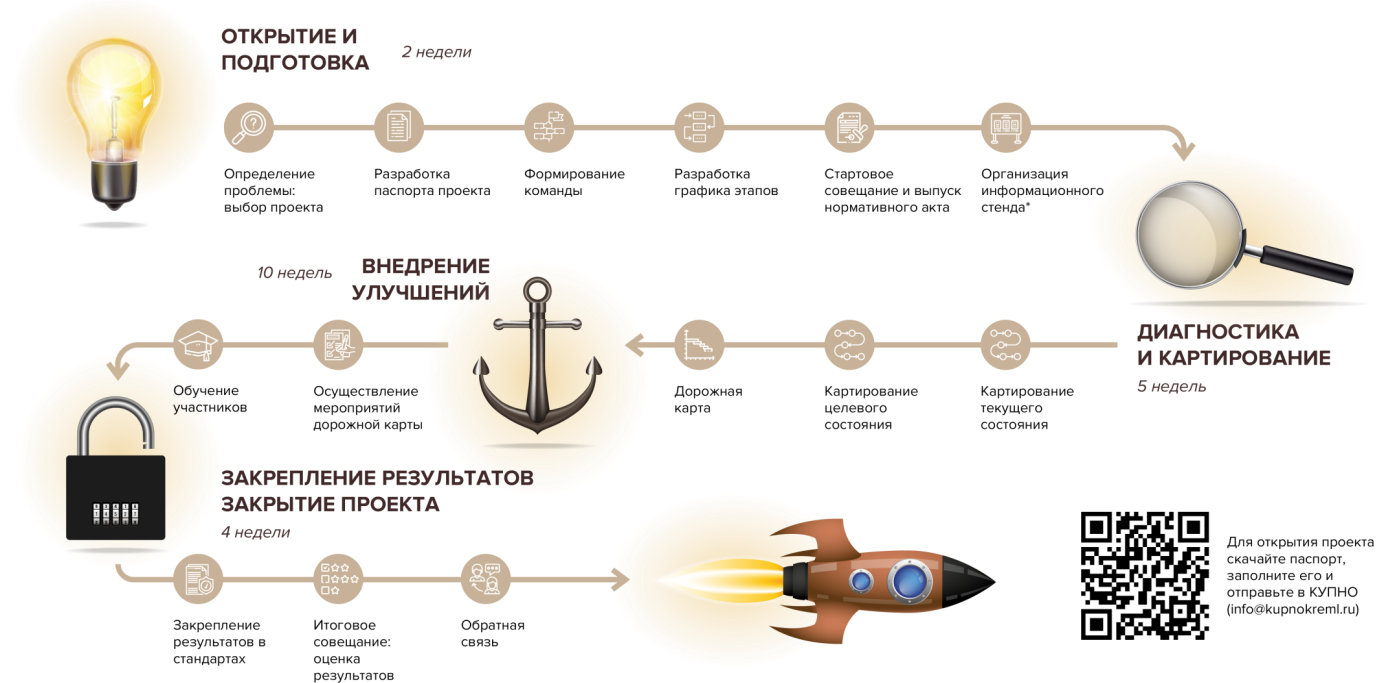 ОТКРЫТИЕ И
ПОДГОТОВКА
2 недели
Определение
проблемы:
выбор проекта
Разработка
паспорта проекта
Формирование
команды
Разработка
графика этапов
Стартовое
совещание и выпуск
нормативного акта
Организация
информационного
стенда*
ДИАГНОСТИКА
И КАРТИРОВАНИЕ
5 недель
Картирование
текущего
состояния
Картирование
целевого
состояния
Дорожная
карта
10 недель
ВНЕДРЕНИЕ
УЛУЧШЕНИЙ
Осуществление
мероприятий
дорожной карты
Обучение
участников
ЗАКРЕПЛЕНИЕ РЕЗУЛЬТАТОВ
ЗАКРЫТИЕ ПРОЕКТА
4 недели
Закрепление
результатов в
стандартах
Итоговое
совещание:
оценка
результатов
Обратная
связь
Для открытия проекта
скачайте паспорт,
заполните его и
отправьте в КУПНО
(info@kupnokreml.ru)